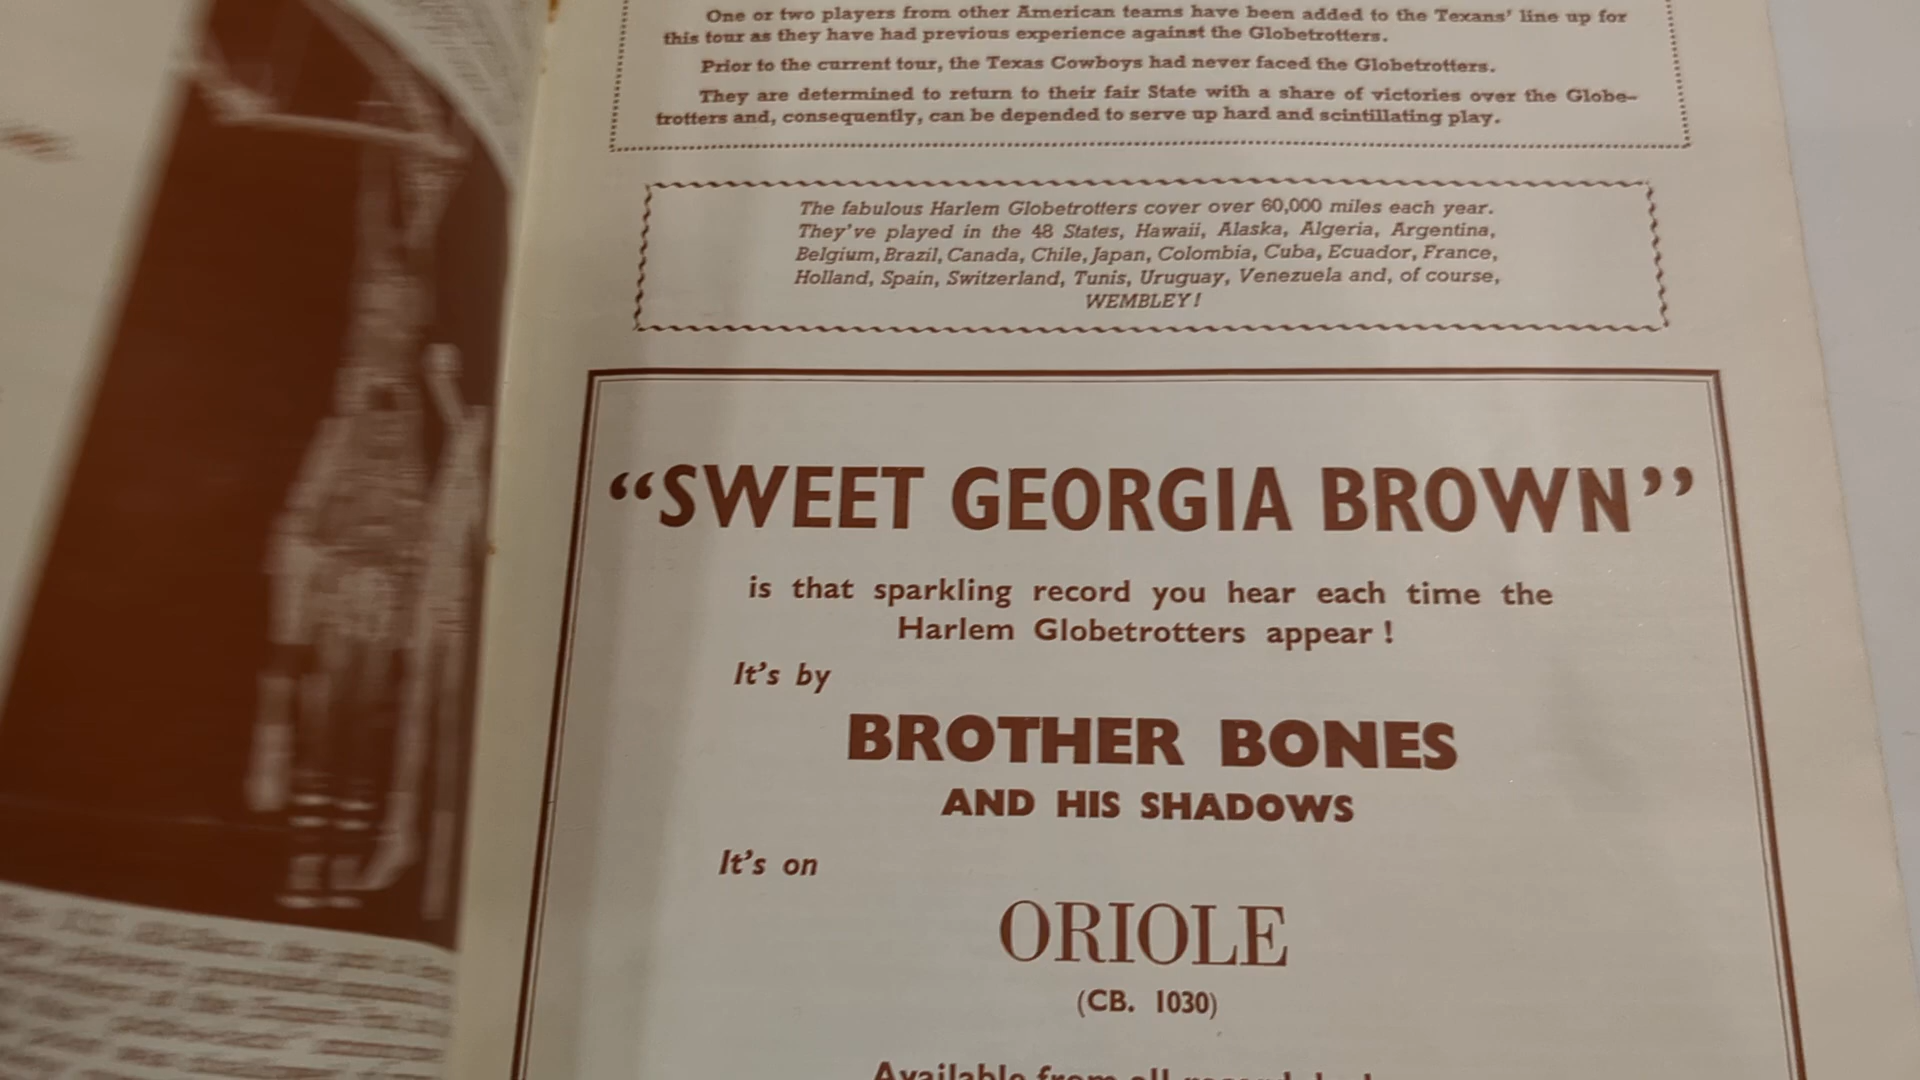 One or two players from other American teams have been added to the Texans' line up for
this tour as they have had previous experience against the Globetrotters.
Prior to the current tour, the Texas Cowboys had never faced the Globetrotters.
They are determined to return to their fair State with a share of victories over the Globe-
trotters and, consequently, can be depended to serve up hard and scintillating play.
The fabulous Harlem Globetrotters cover over 60,000 miles each year.
They've played in the 48 States, Hawaii, Alaska, Algeria, Argentina,
Belgium, Brazil, Canada, Chile, Japan, Colombia, Cuba, Ecuador, France,
Holland, Spain, Switzerland, Tunis, Uruguay, Venezuela and, of course,
WEMBLEY!
“SWEET GEORGIA BROWN”
is that sparkling record you hear each time the
Harlem Globetrotters appear !
It's by
BROTHER BONES
AND HIS SHADOWS
It's on
ORIOLE
(CB. 1030)
Available from all record